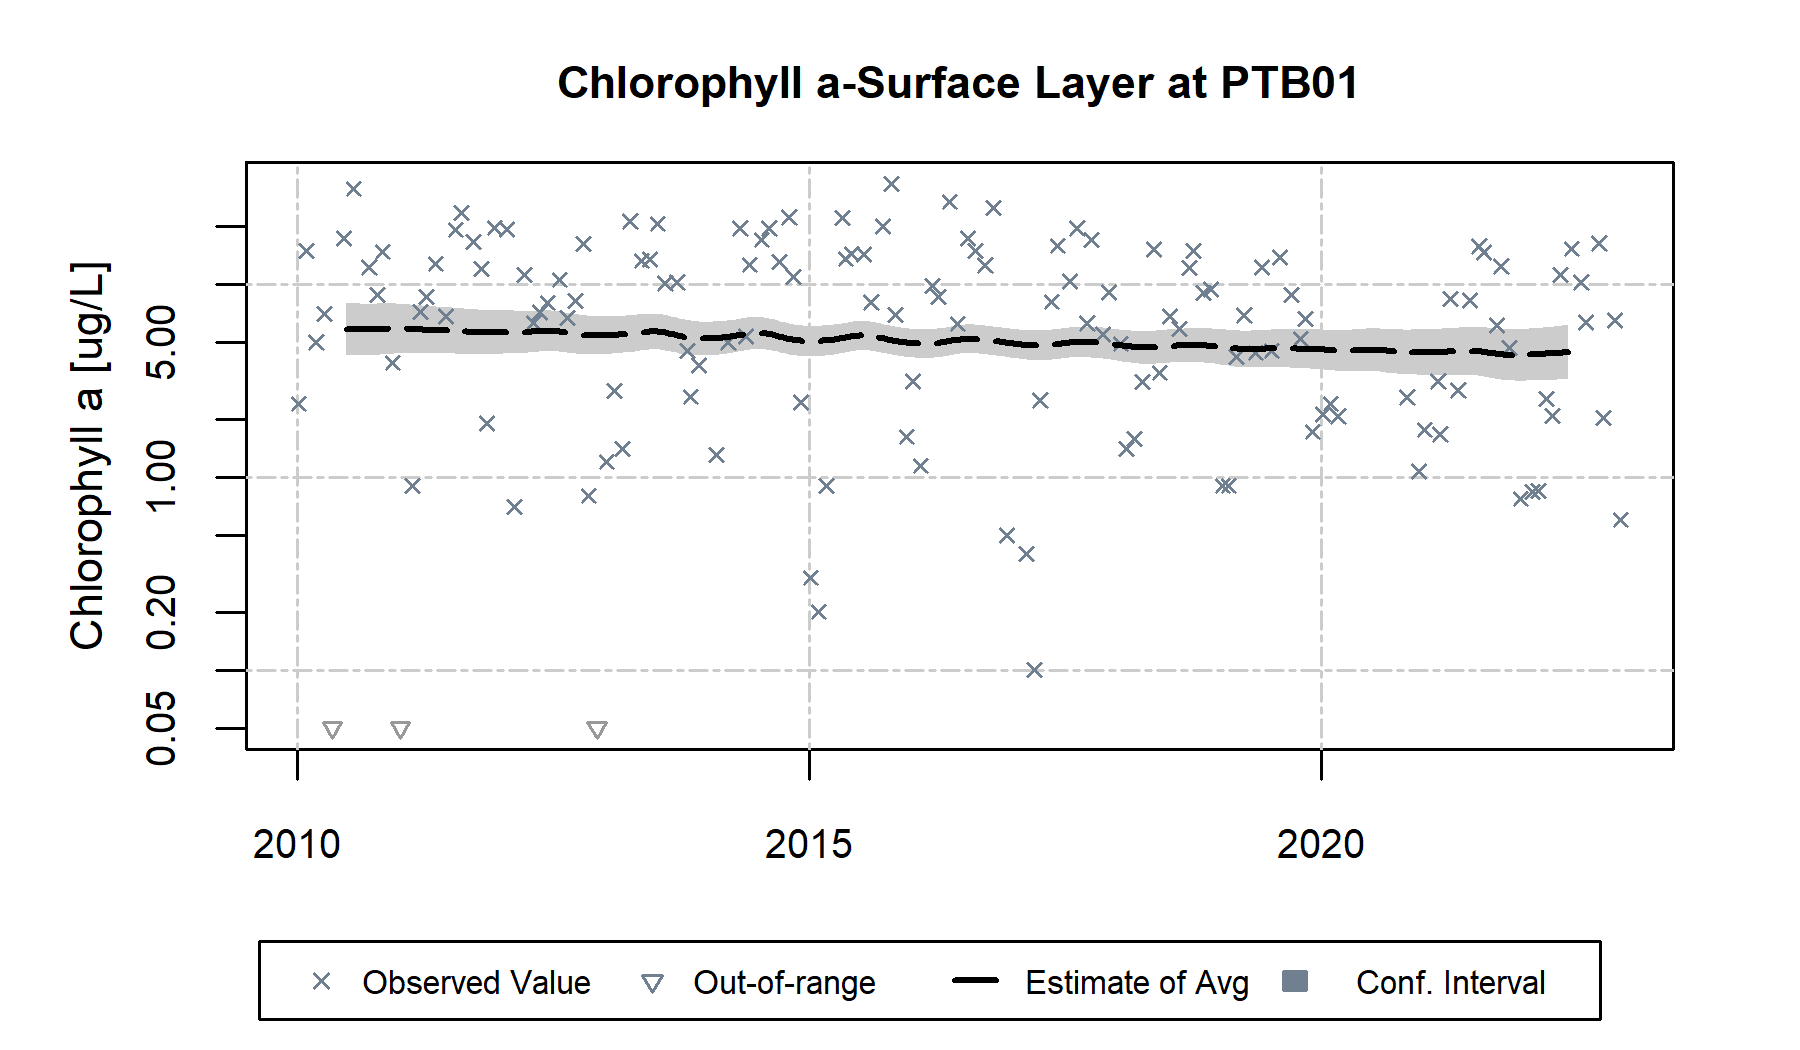 Chlorophyll a-Surface Layer at PTB01
Chlorophyll a [ug/L]
5.00
1.00
0.20
0.05
2010 2015 2020
Observed Value Out-of-range Estimate of Avg Conf. Interval